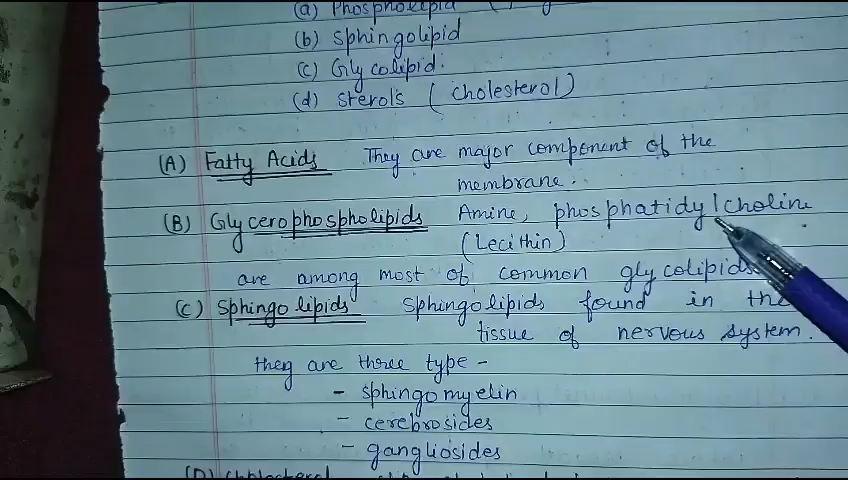 (a) Phospholipid
(b) Sphingolipid
(c) Glycolipid.
(d) Sterols (cholesterol)
(A) Fatty Acids They are major component of the
membrane.
(B) Glycerophospholipids Amine, phosphatidylcholine
(Lecithin)
are among most of common glycolipids
(C) Sphingolipids Sphingolipids found in the
tissue of nervous system.
they are three type -
- sphingomyelin
- cerebrosides
- gangliosides
(D)